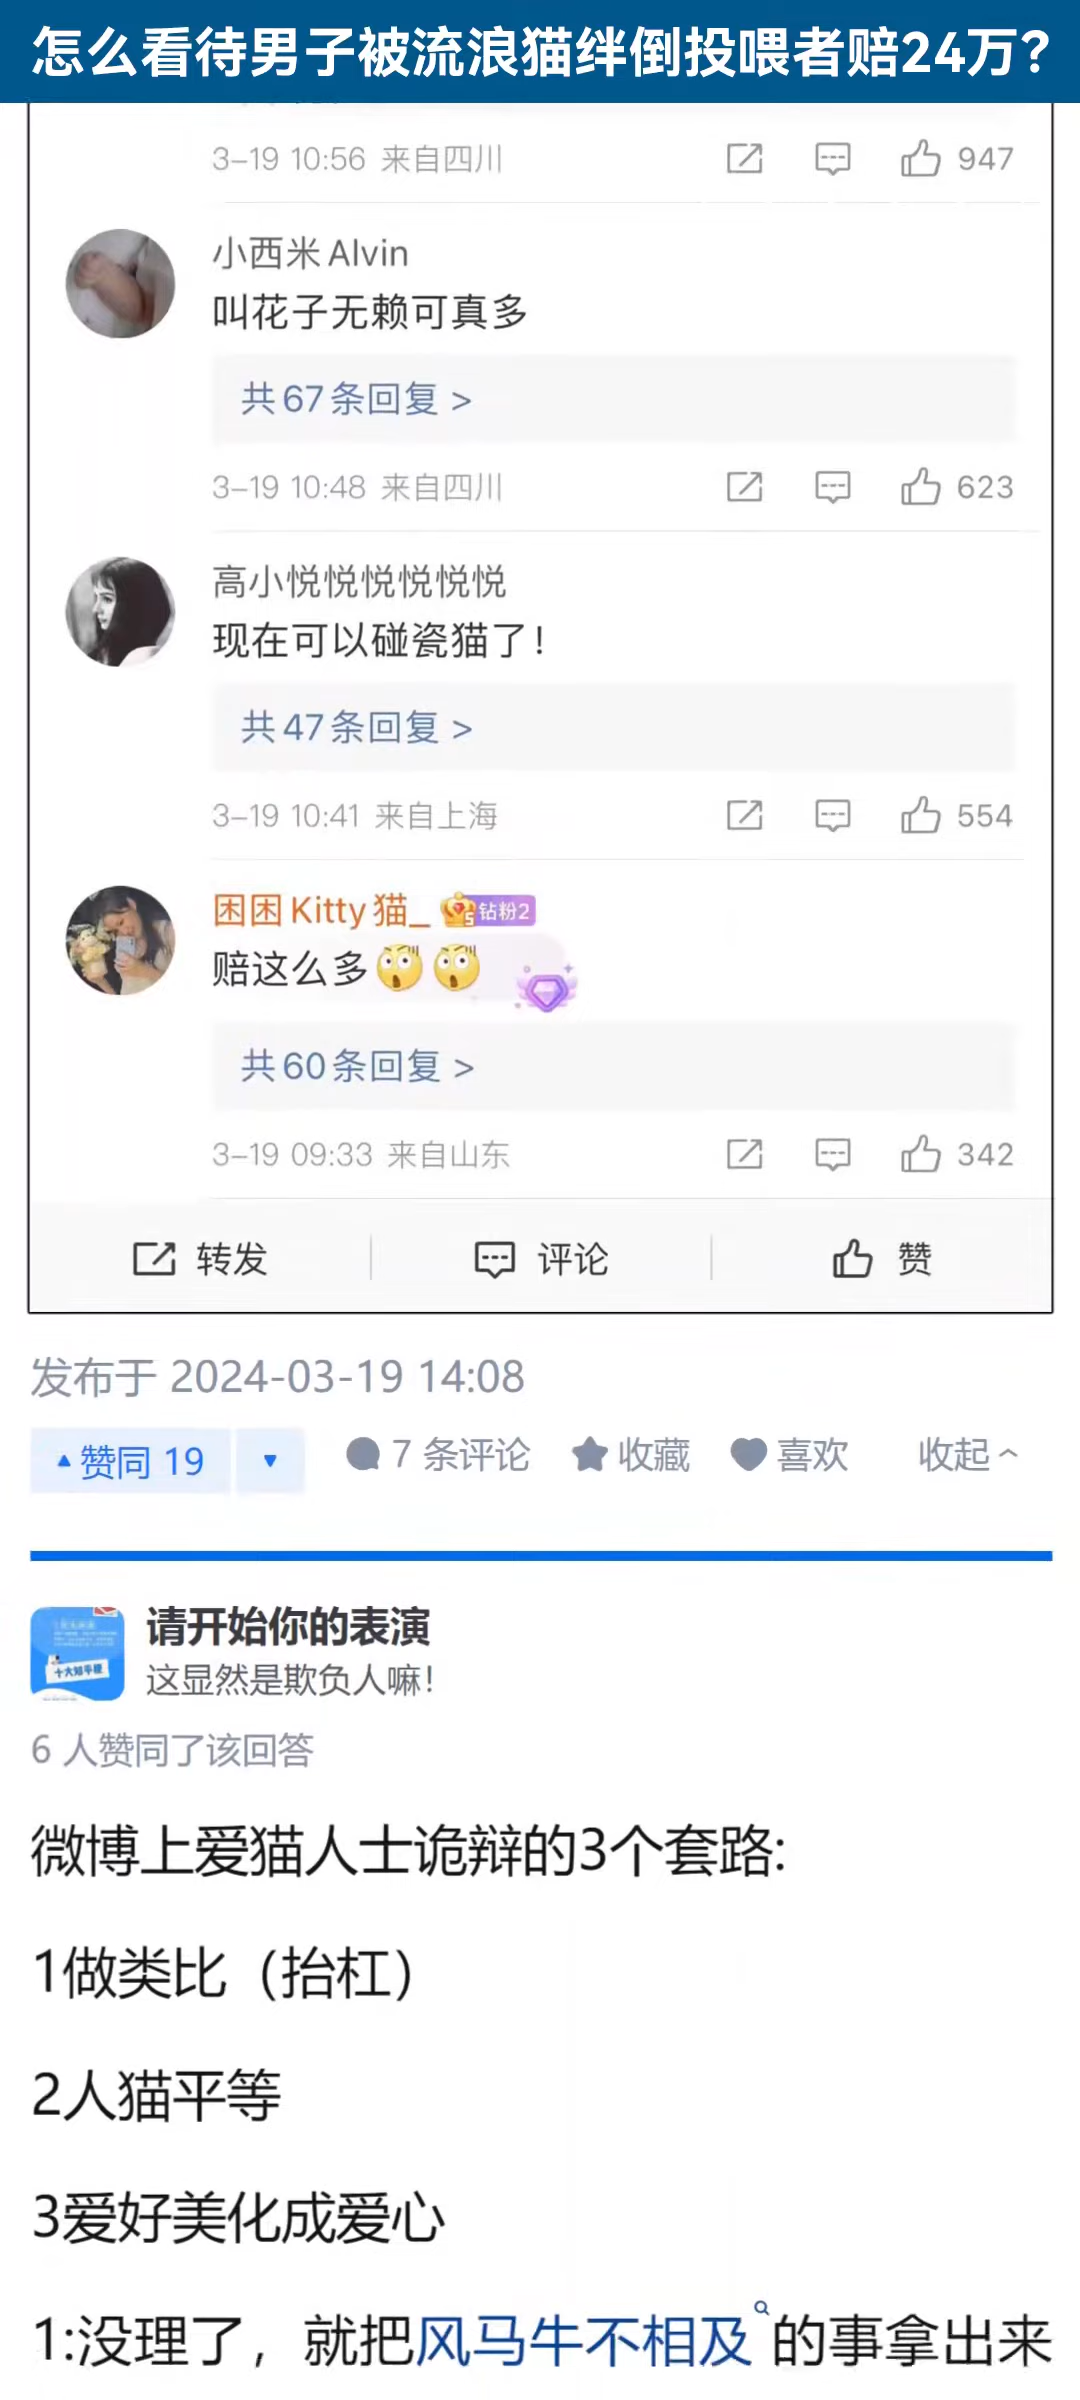 怎么看待男子被流浪猫绊倒投喂者赔24万？
3-19 10:56 来自四川
947
小西米Alvin
叫花子无赖可真多
共67条回复 >
3-19 10:48 来自四川
623
高小悦悦悦悦悦悦
现在可以碰瓷猫了！
共47条回复 >
3-19 10:41 来自上海
554
困困Kitty猫_ 5 钻粉2
赔这么多
共60条回复 >
3-19 09:33 来自山东
342
转发 评论 赞
发布于 2024-03-19 14:08
赞同 19 7 条评论 收藏 喜欢 收起
十大知乎梗
请开始你的表演
这显然是欺负人嘛！
6 人赞同了该回答
微博上爱猫人士诡辩的3个套路:
1做类比（抬杠）
2人猫平等
3爱好美化成爱心
1:没理了，就把风马牛不相及的事拿出来